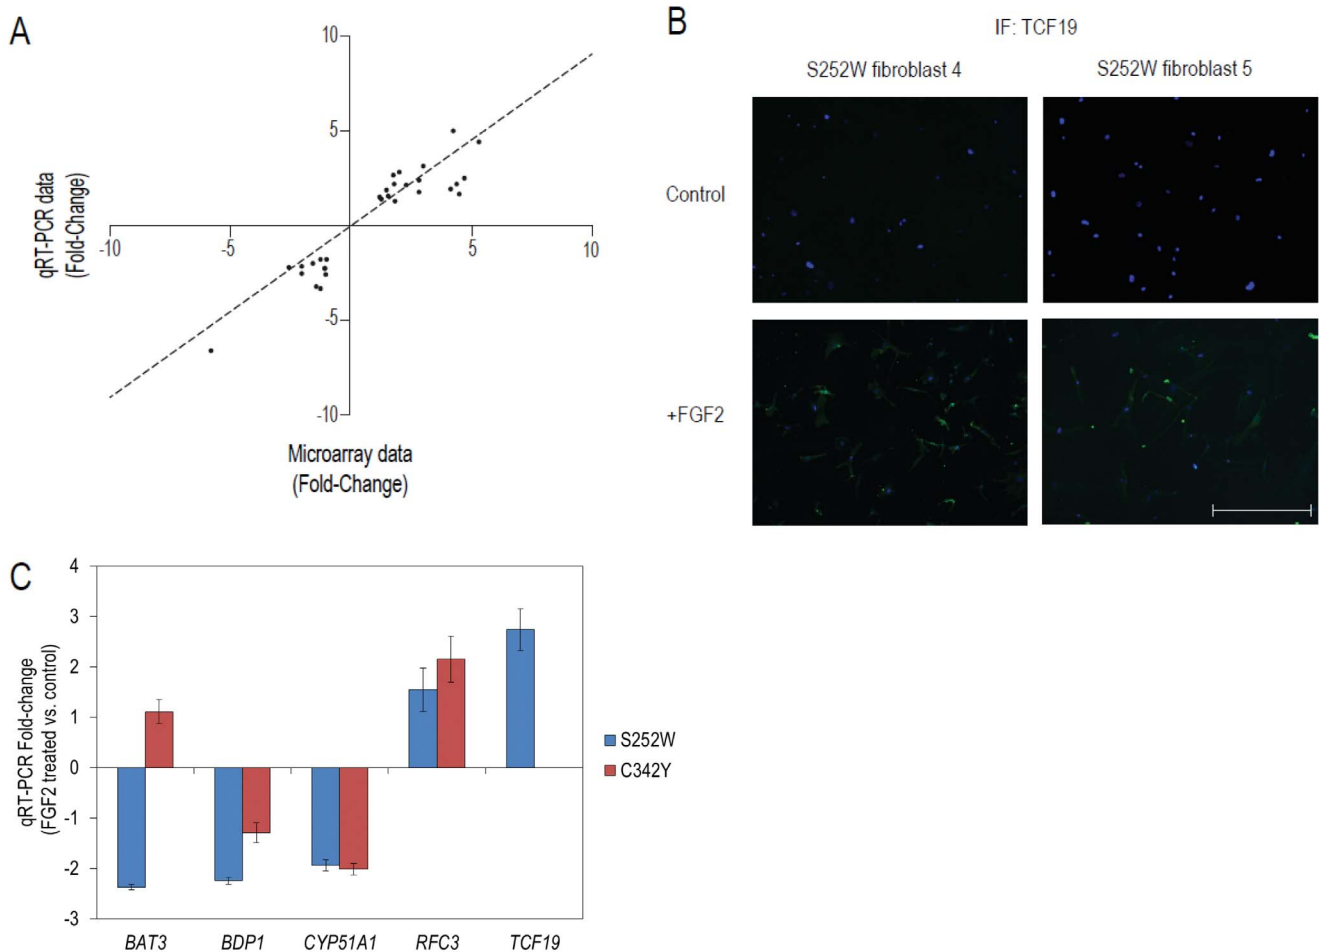 A
10
5
-10
-5
5
10
-5
-10
qRT-PCR data
(Fold-Change)
Microarray data
(Fold-Change)
B
IF: TCF19
S252W fibroblast 4
S252W fibroblast 5
Control
+FGF2
C
4
3
2
1
0
-1
-2
-3
qRT-PCR Fold-change
(FGF2 treated vs. control)
BAT3
BDP1
CYP51A1
RFC3
TCF19
S252W
C342Y